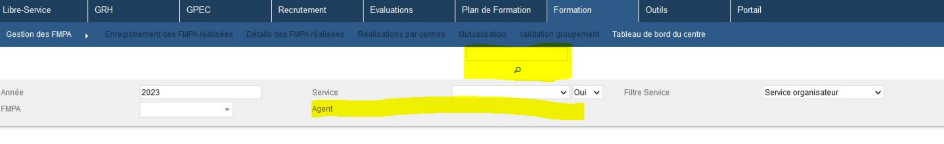 Libre-Service GRH GPEC Recrutement Evaluations Plan de Formation Formation Outils Portail
Gestion des FMPA Enregistrement des FMPA réalisées Détails des FMPA réalisées Réalisations par centres Mutualisation Validation groupement Tableau de bord du centre
Année 2023 Service Oui Filtre Service Service organisateur
FMPA Agent